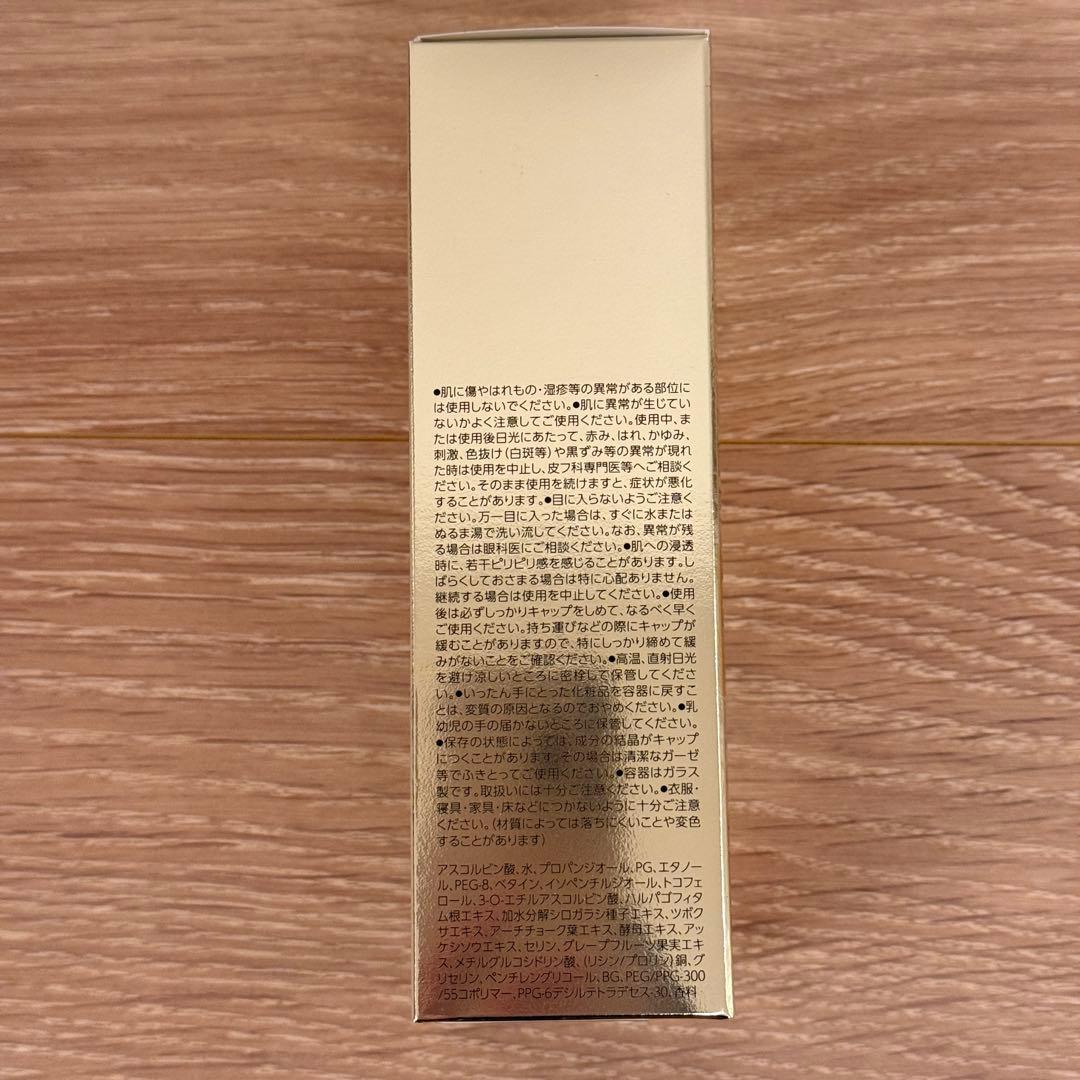 ●肌に傷やはれもの・湿疹等の異常がある部位に
は使用しないでください。●肌に異常が生じてい
ないかよく注意してご使用ください。使用中、ま
たは使用後日光にあたって、赤み、はれ、かゆみ、
刺激、色抜け(白斑等)や黒ずみ等の異常が現れ
た時は使用を中止し、皮フ科専門医等へご相談く
ださい。そのまま使用を続けますと、症状が悪化
することがあります。●目に入らないようご注意く
ださい。万一目に入った場合は、すぐに水または
ぬるま湯で洗い流してください。なお、異常が残
る場合は眼科医にご相談ください。●肌への浸透
時に、若干ピリピリ感を感じることがあります。し
ばらくしておさまる場合は特に心配ありません。
継続する場合は使用を中止してください。●使用
後は必ずしっかりキャップをしめて、なるべく早く
ご使用ください。持ち運びなどの際にキャップが
緩むことがありますので、特にしっかり締めて緩
みがないことをご確認ください。●高温、直射日光
を避け涼しいところに密栓して保管してくださ
い。●いったん手にとった化粧品を容器に戻すこ
とは、変質の原因となるのでおやめください。●乳
幼児の手の届かないところに保管してください。
●保存の状態によっては、成分の結晶がキャップ
につくことがあります。その場合は清潔なガーゼ
等でふきとってご使用ください。●容器はガラス
製です。取扱いには十分ご注意ください。●衣服・
寝具・家具・床などにつかないように十分ご注意
ください。(材質によっては落ちにくいことや変色
することがあります)
アスコルビン酸、水、プロパンジオール、PG、エタノー
ル、PEG-8、ベタイン、イソペンチルジオール、トコフェ
ロール、3-O-エチルアスコルビン酸、ハルパゴフィタ
ム根エキス、加水分解シロガラシ種子エキス、ツボク
サエキス、アーチチョーク葉エキス、酵母エキス、アッ
ケシソウエキス、セリン、グレープフルーツ果実エキ
ス、メチルグルコシドリン酸、(リシン/プロリン)銅、グ
リセリン、ペンチレングリコール、BG、PEG/PPG-300
/55コポリマー、PPG-6デシルテトラデセス-30、香料